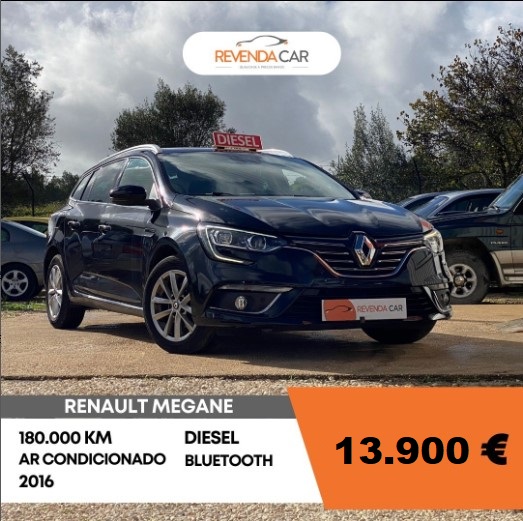 REVENDA CAR
DIESEL
REVENDA CAR
RENAULT MEGANE
180.000 KM
AR CONDICIONADO
2016
DIESEL
BLUETOOTH
13.900 €